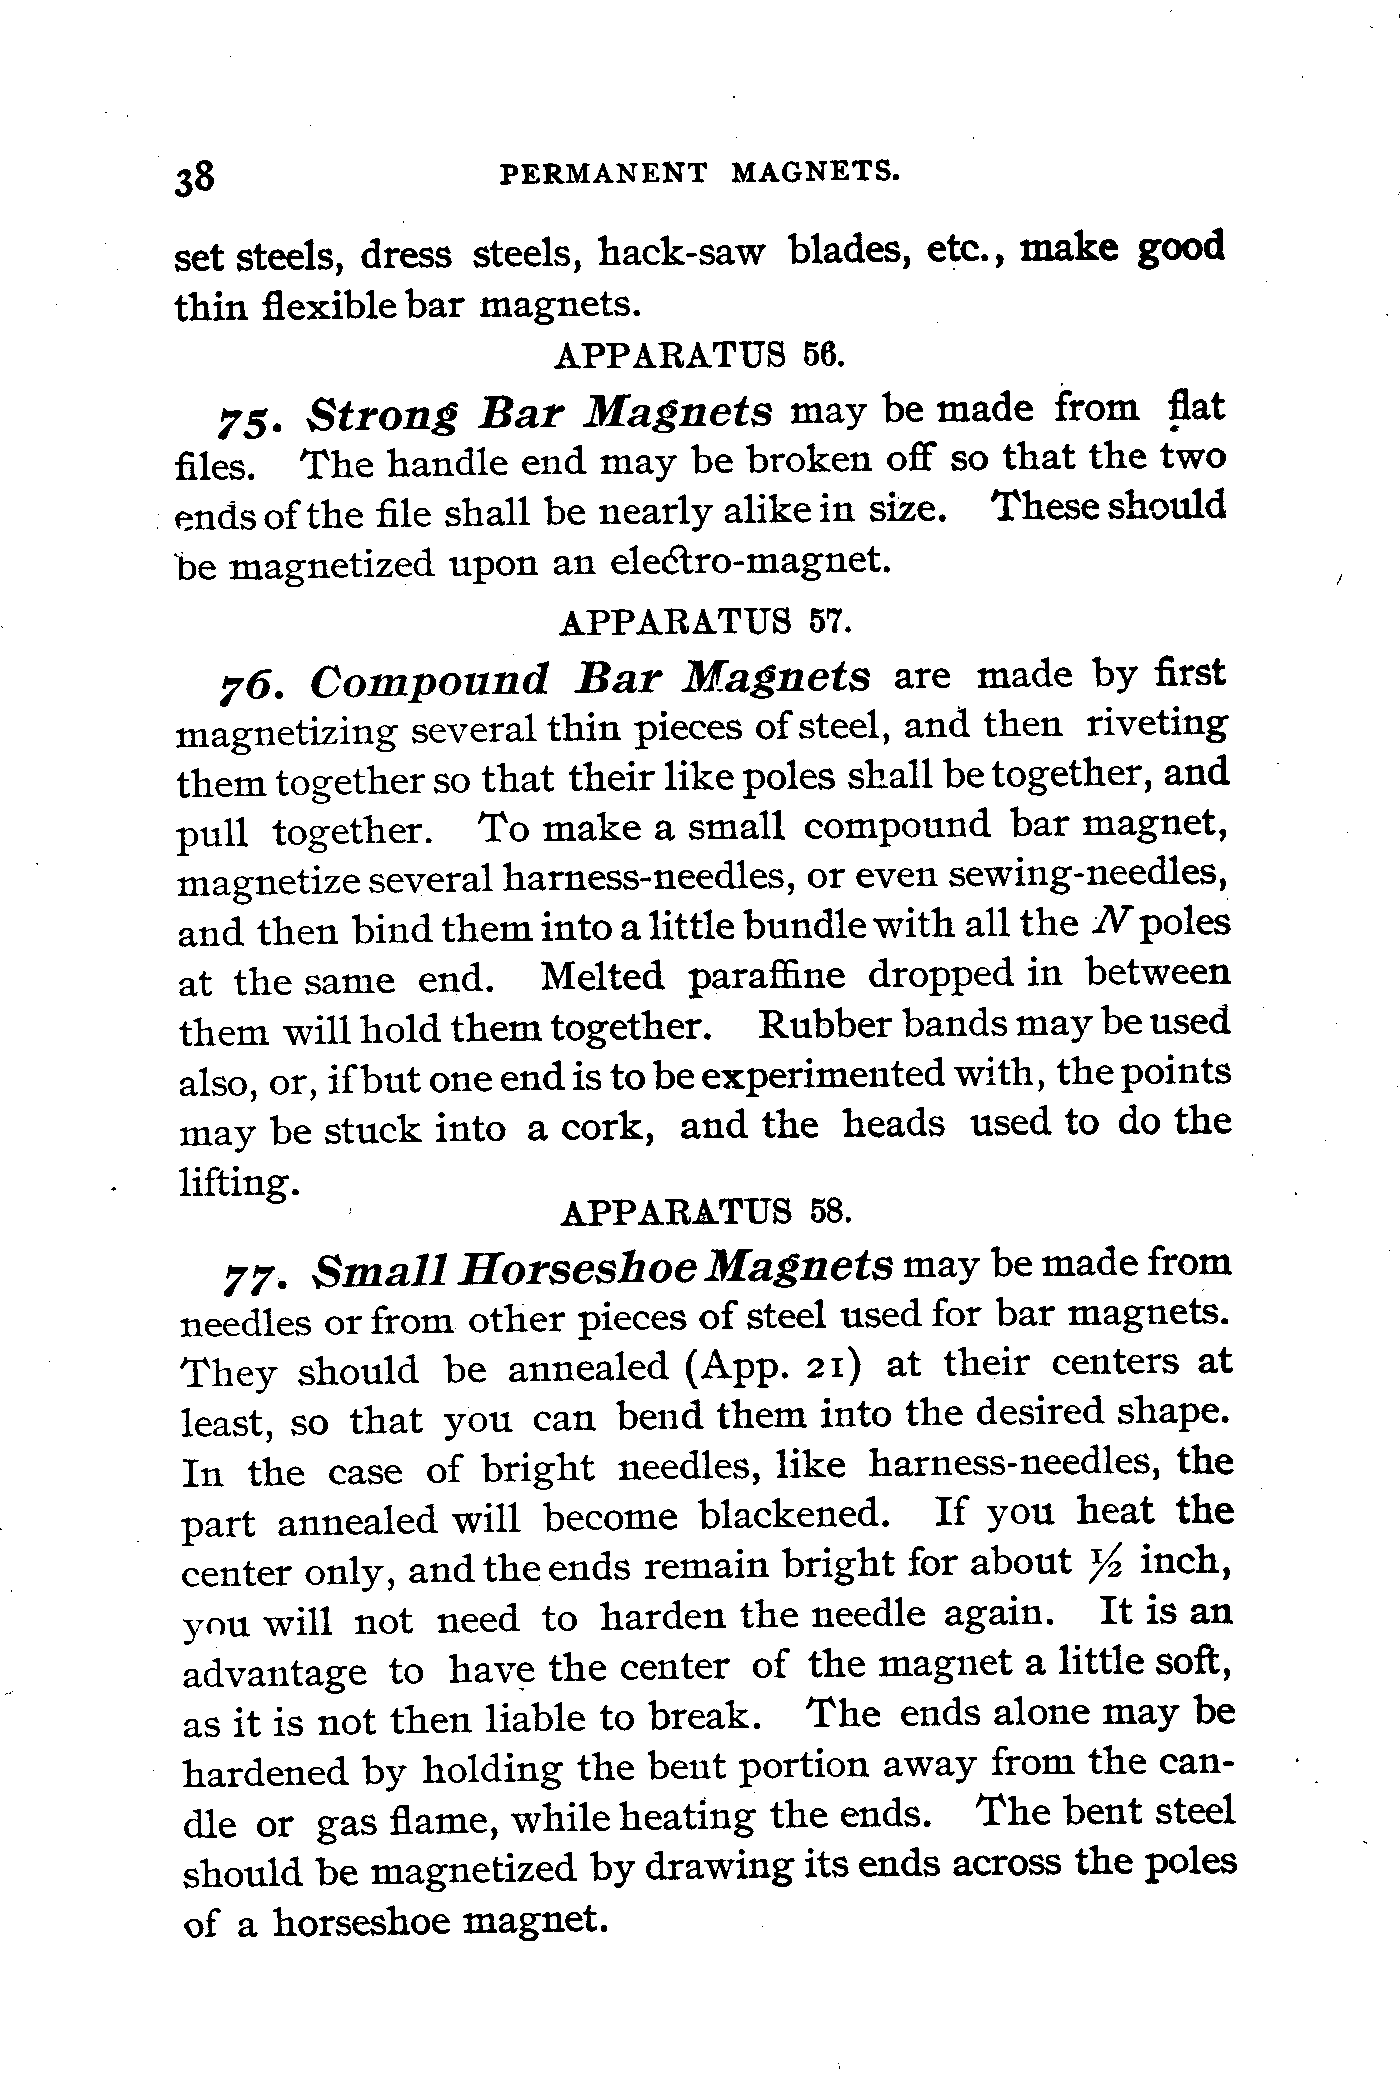 38 PERMANENT MAGNETS.
set steels, dress steels, hack-saw blades, etc., make good
thin flexible bar magnets.
APPARATUS 56.
75. Strong Bar Magnets may be made from flat
files. The handle end may be broken off so that the two
ends of the file shall be nearly alike in size. These should
be magnetized upon an electro-magnet.
APPARATUS 57.
76. Compound Bar Magnets are made by first
magnetizing several thin pieces of steel, and then riveting
them together so that their like poles shall be together, and
pull together. To make a small compound bar magnet,
magnetize several harness-needles, or even sewing-needles,
and then bind them into a little bundle with all the N poles
at the same end. Melted paraffine dropped in between
them will hold them together. Rubber bands may be used
also, or, if but one end is to be experimented with, the points
may be stuck into a cork, and the heads used to do the
lifting.
APPARATUS 58.
77. Small Horseshoe Magnets may be made from
needles or from other pieces of steel used for bar magnets.
They should be annealed (App. 21) at their centers at
least, so that you can bend them into the desired shape.
In the case of bright needles, like harness-needles, the
part annealed will become blackened. If you heat the
center only, and the ends remain bright for about ½ inch,
you will not need to harden the needle again. It is an
advantage to have the center of the magnet a little soft,
as it is not then liable to break. The ends alone may be
hardened by holding the bent portion away from the can-
dle or gas flame, while heating the ends. The bent steel
should be magnetized by drawing its ends across the poles
of a horseshoe magnet.